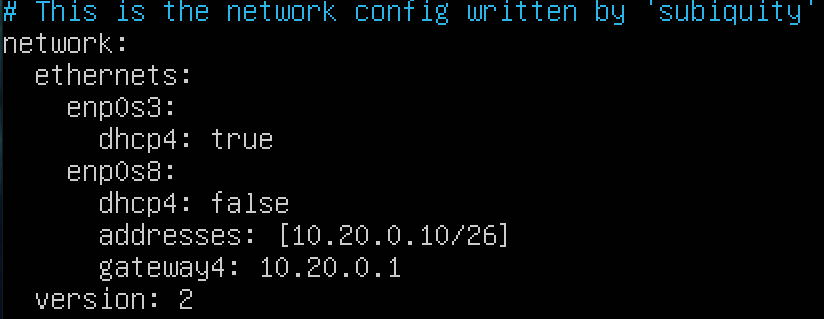 # This is the network config written by 'subiquity'
network:
  ethernets:
    enp0s3:
      dhcp4: true
    enp0s8:
      dhcp4: false
      addresses: [10.20.0.10/26]
      gateway4: 10.20.0.1
  version: 2